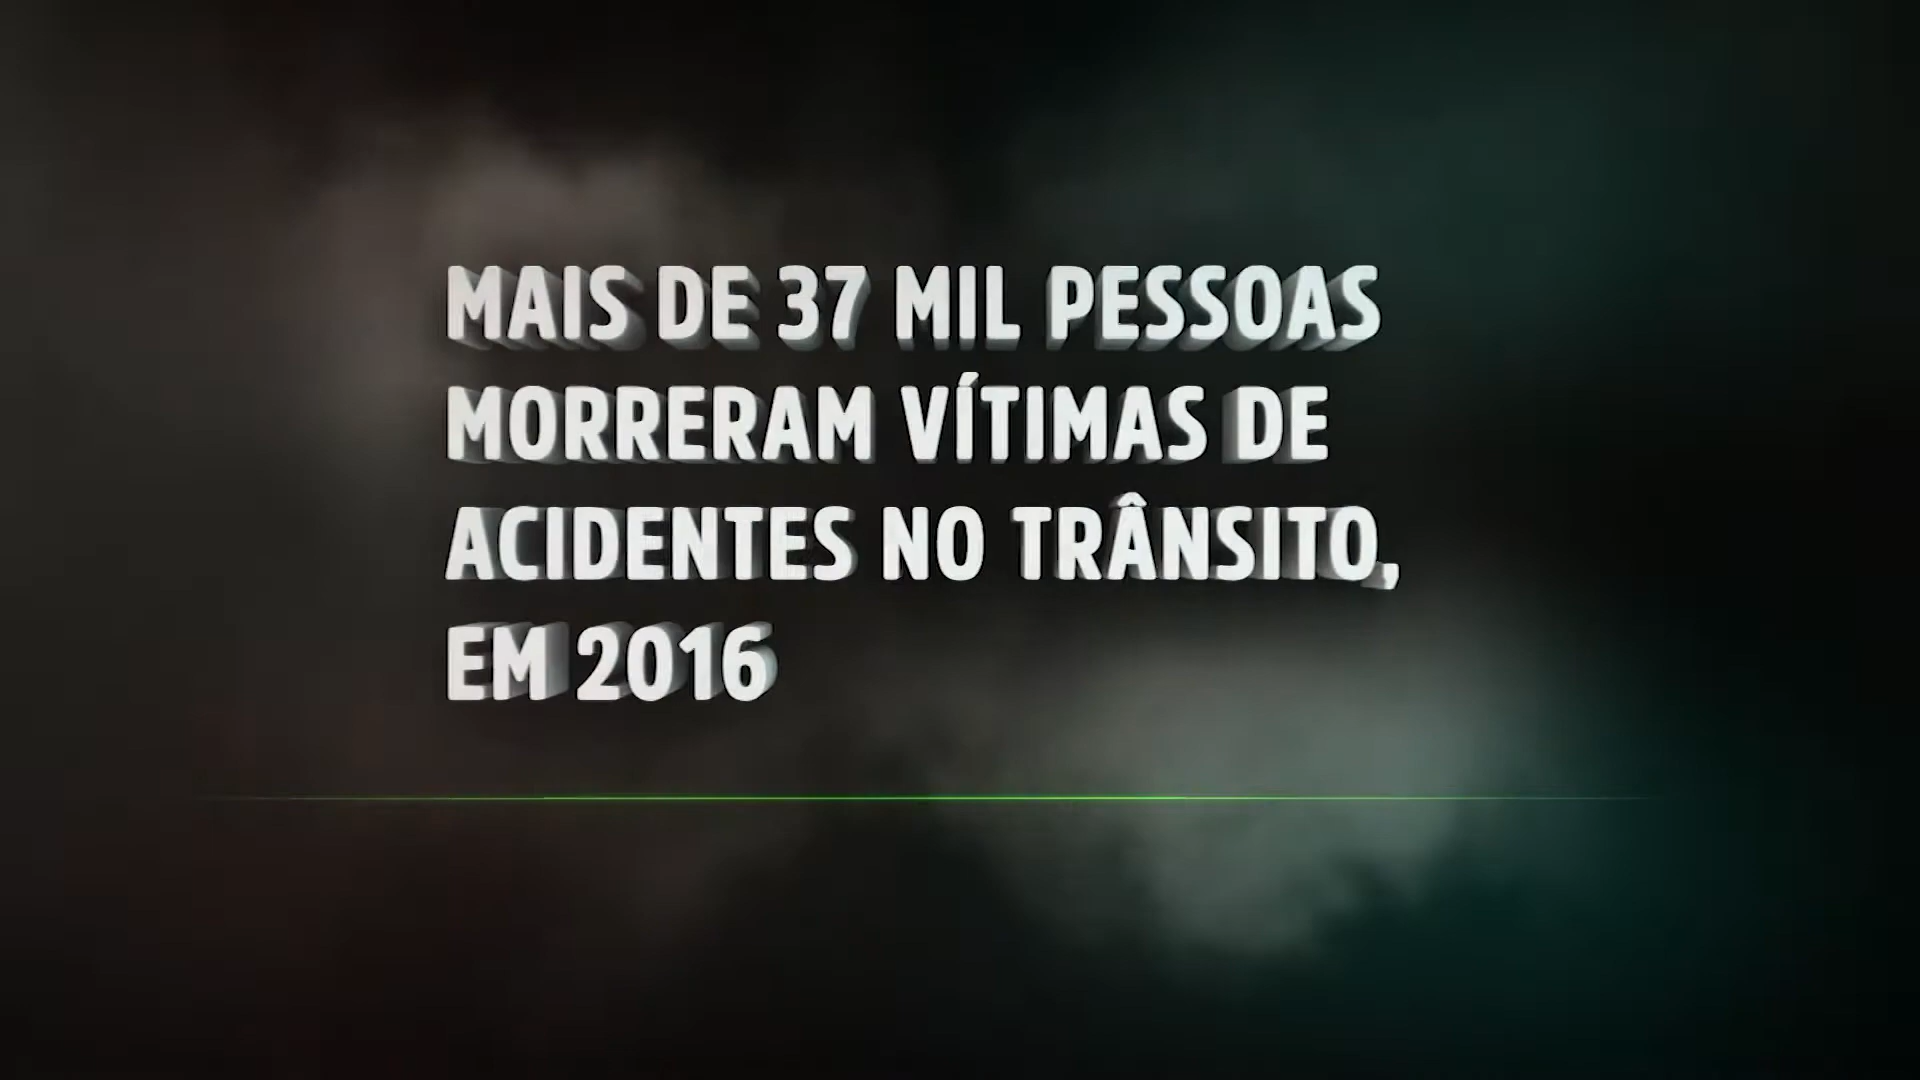 MAIS DE 37 MIL PESSOAS
MORRERAM VÍTIMAS DE
ACIDENTES NO TRÂNSITO,
EM 2016